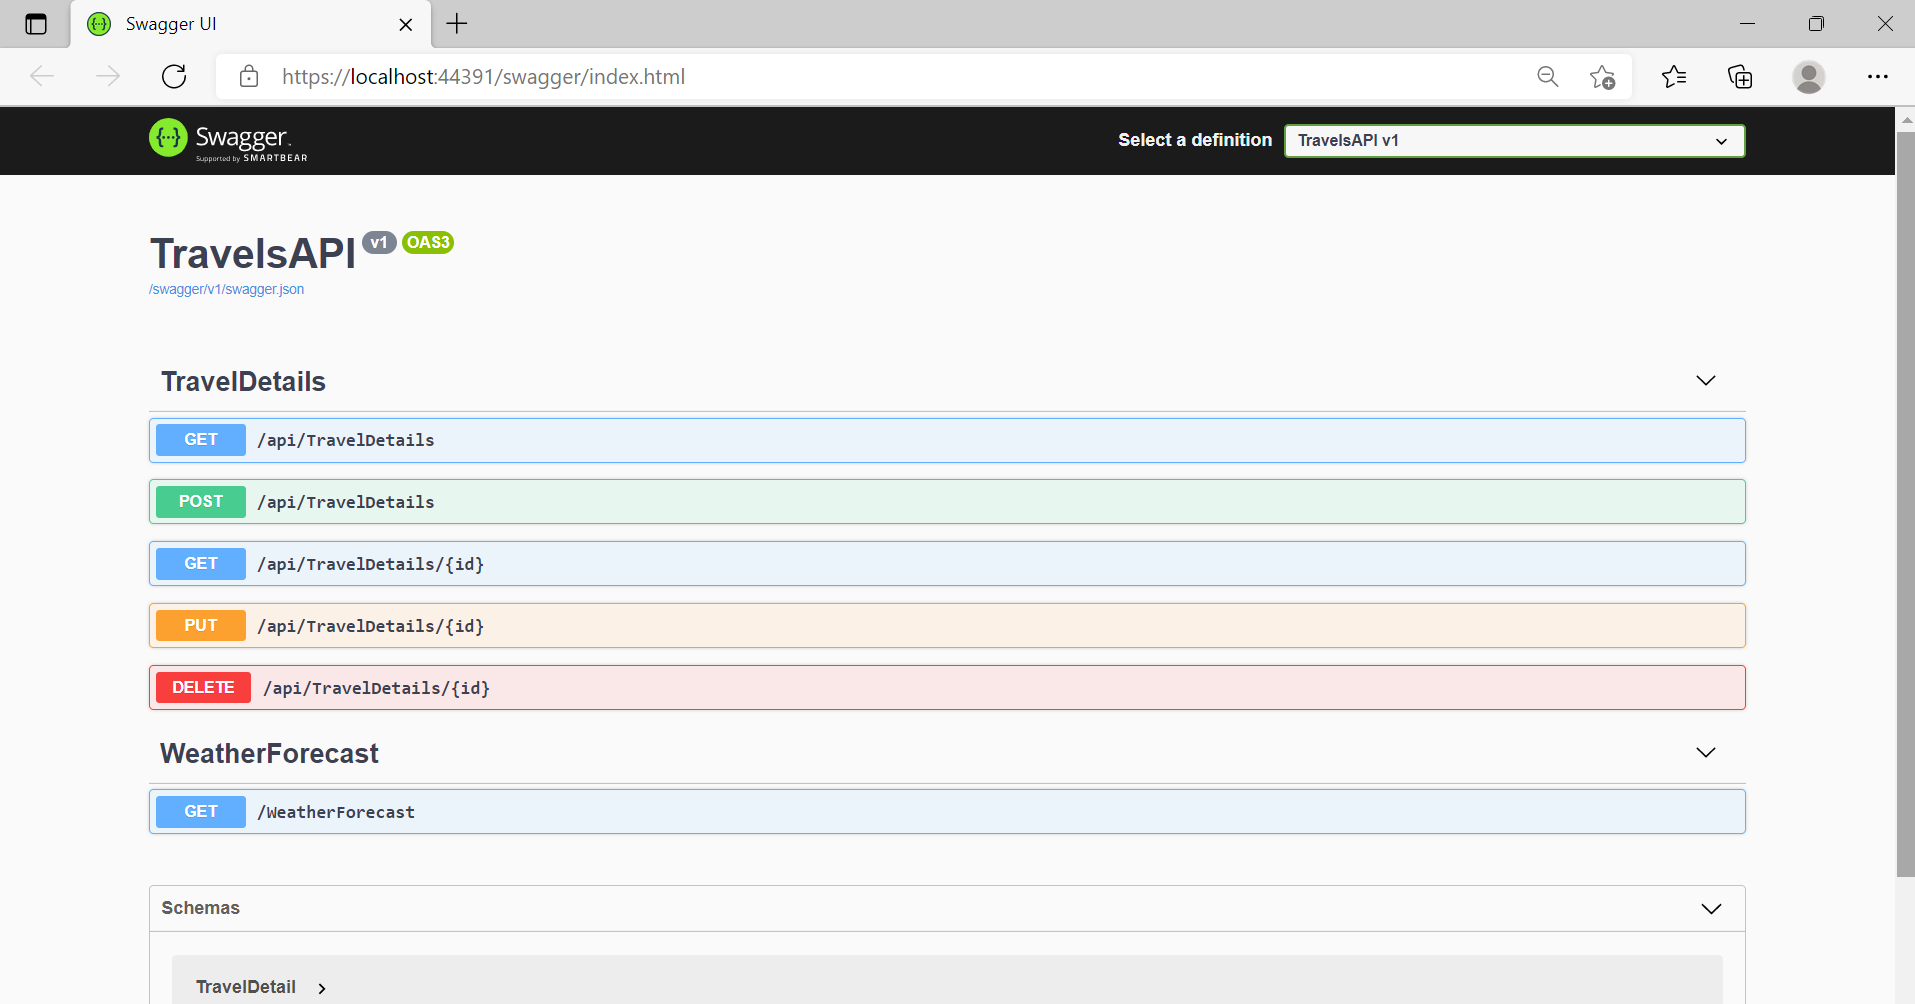 Swagger UI
https://localhost:44391/swagger/index.html
{···} Swagger
Supported by SMARTBEAR
Select a definition
TravelsAPI v1
TravelsAPI v1 OAS3
/swagger/v1/swagger.json
TravelDetails
GET /api/TravelDetails
POST /api/TravelDetails
GET /api/TravelDetails/{id}
PUT /api/TravelDetails/{id}
DELETE /api/TravelDetails/{id}
WeatherForecast
GET /WeatherForecast
Schemas
TravelDetail